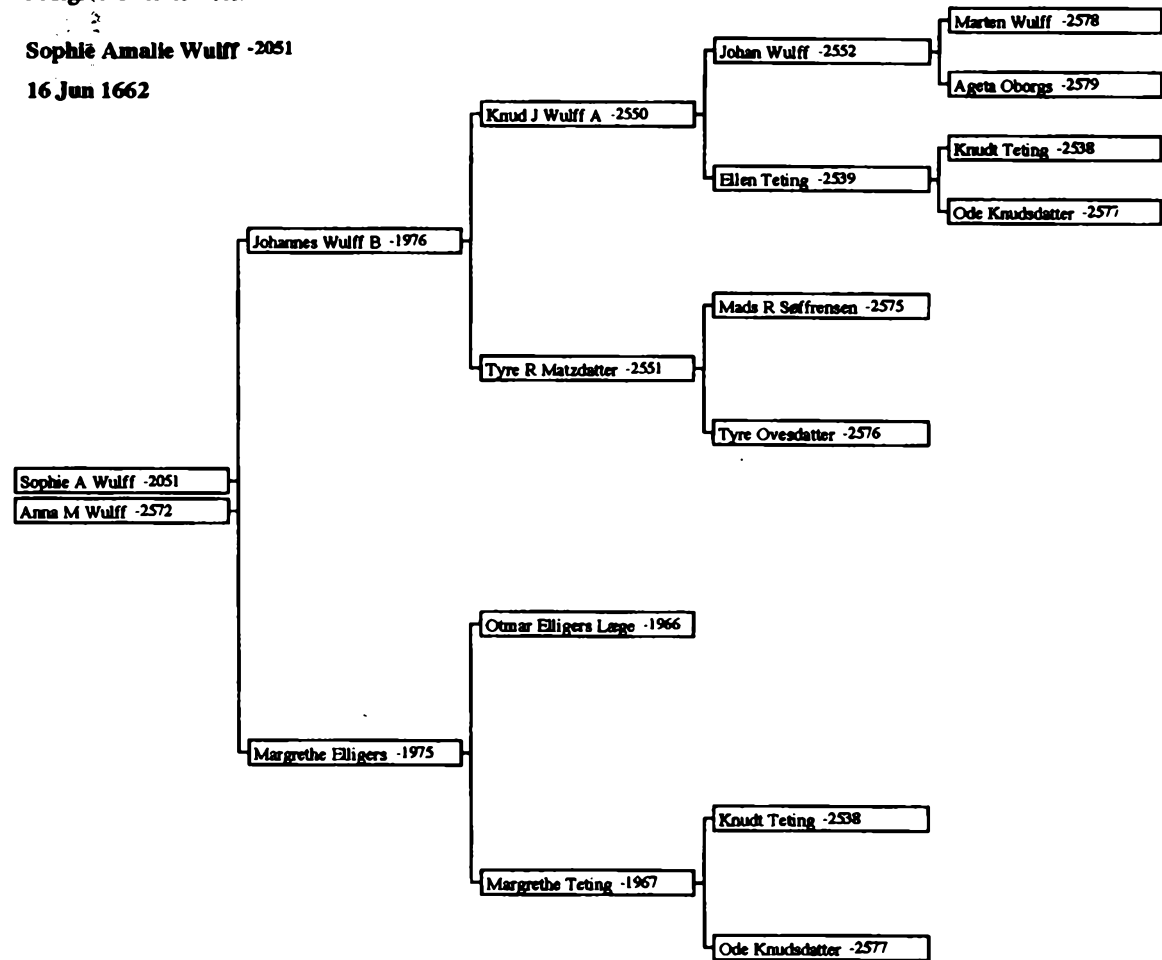 Sophie Amalie Wulff -2051
16 Jun 1662
Marten Wulff -2578
Johan Wulff -2552
Ageta Oborgs -2579
Knud J Wulff A -2550
Knudt Teting -2538
Ellen Teting -2539
Ode Knudsdatter -2577
Johannes Wulff B -1976
Mads R Søffrensen -2575
Tyre R Matzdatter -2551
Tyre Ovesdatter -2576
Sophie A Wulff -2051
Anna M Wulff -2572
Otmar Elligers Læge -1966
Margrethe Elligers -1975
Knudt Teting -2538
Margrethe Teting -1967
Ode Knudsdatter -2577